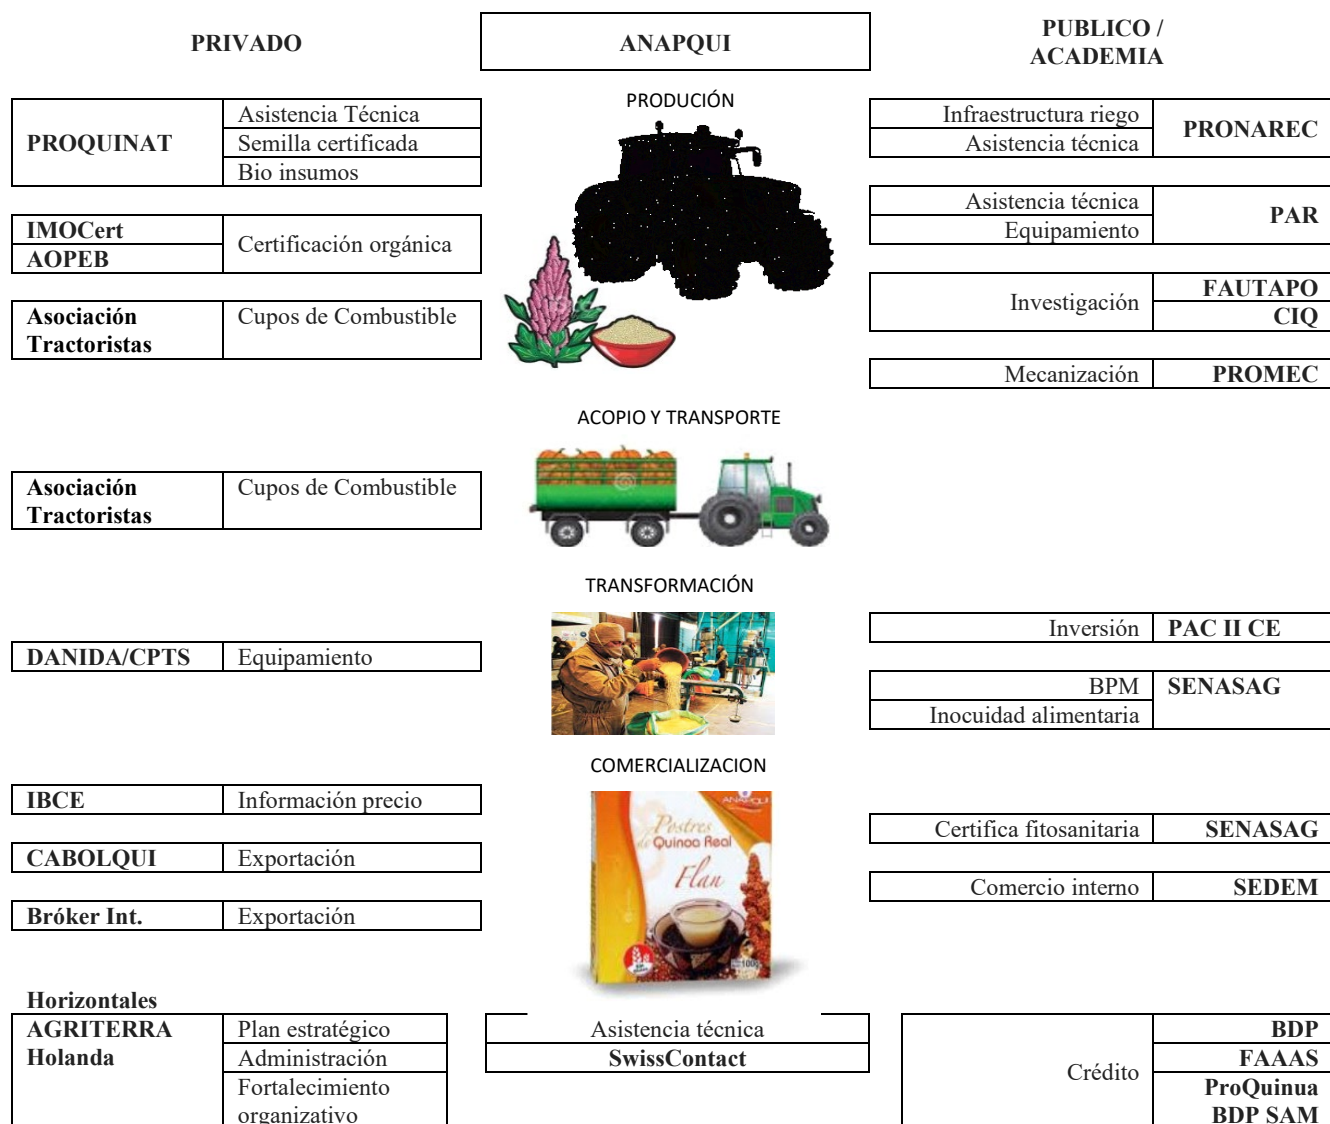 PRIVADO
ANAPQUI
PUBLICO /
ACADEMIA
PRODUCIÓN
PROQUINAT
Asistencia Técnica
Semilla certificada
Bio insumos
Infraestructura riego
Asistencia técnica
PRONAREC
IMOCert
AOPEB
Certificación orgánica
Asistencia técnica
Equipamiento
PAR
Asociación
Tractoristas
Cupos de Combustible
Investigación
FAUTAPO
CIQ
Mecanización
PROMEC
ACOPIO Y TRANSPORTE
Asociación
Tractoristas
Cupos de Combustible
TRANSFORMACIÓN
DANIDA/CPTS
Equipamiento
Inversión
PAC II CE
BPM
Inocuidad alimentaria
SENASAG
COMERCIALIZACION
IBCE
Información precio
CABOLQUI
Exportación
Bróker Int.
Exportación
ANAPQUI
Postres
de Quinoa Real
Flan
100g
Certifica fitosanitaria
SENASAG
Comercio interno
SEDEM
Horizontales
AGRITERRA
Holanda
Plan estratégico
Administración
Fortalecimiento
organizativo
Asistencia técnica
SwissContact
Crédito
BDP
FAAAS
ProQuinua
BDP SAM